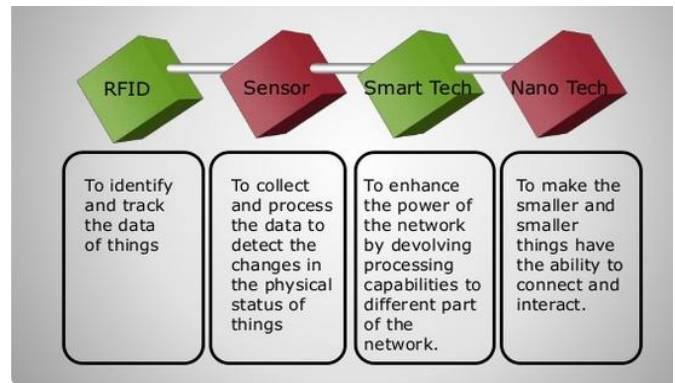 RFID
Sensor
Smart Tech
Nano Tech
To identify
and track
the data
of things
To collect
and process
the data to
detect the
changes in
the physical
status of
things
To enhance
the power of
the network
by devolving
processing
capabilities to
different part
of the
network.
To make the
smaller and
smaller
things have
the ability to
connect and
interact.